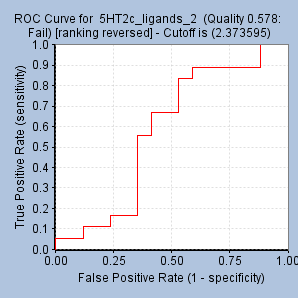 ROC Curve for 5HT2c_ligands_2 (Quality 0.578:
Fail) [ranking reversed] - Cutoff is (2.373595)
1.0
0.9
0.8
0.7
0.6
0.5
0.4
0.3
0.2
0.1
0.0
True Positive Rate (sensitivity)
0.00 0.25 0.50 0.75 1.00
False Positive Rate (1 - specificity)